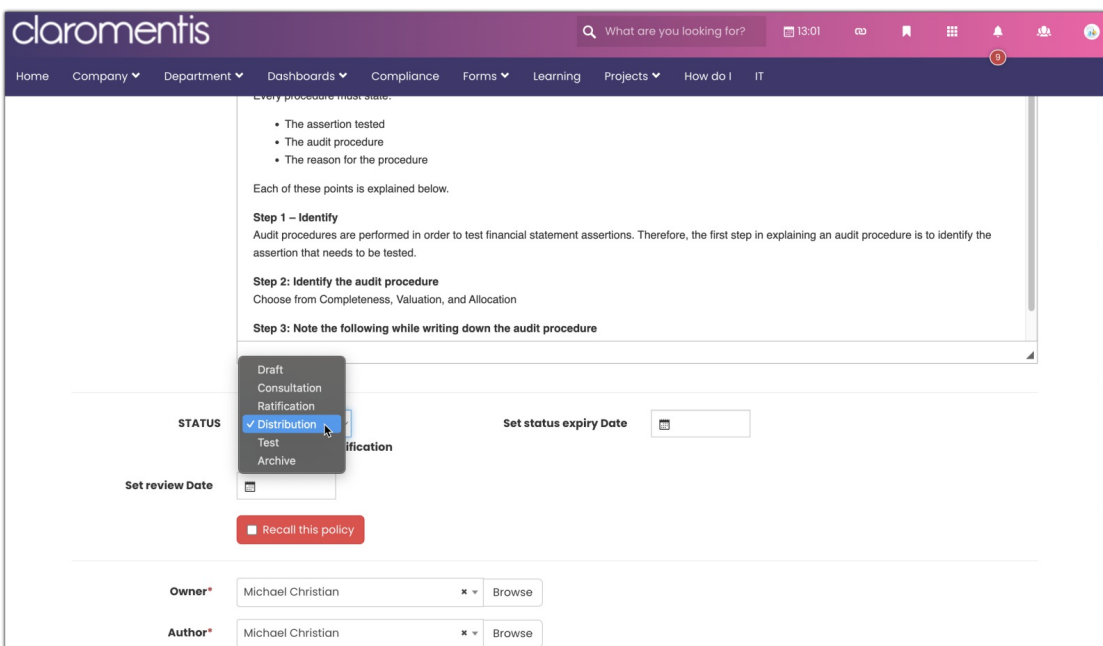 claromentis
What are you looking for?
13:01
9
Home
Company
Department
Dashboards
Compliance
Forms
Learning
Projects
How do I
IT
Every procedure must state:
• The assertion tested
• The audit procedure
• The reason for the procedure
Each of these points is explained below.
Step 1 – Identify
Audit procedures are performed in order to test financial statement assertions. Therefore, the first step in explaining an audit procedure is to identify the
assertion that needs to be tested.
Step 2: Identify the audit procedure
Choose from Completeness, Valuation, and Allocation
Step 3: Note the following while writing down the audit procedure
STATUS
Draft
Consultation
Ratification
✓ Distribution
Test
Archive
Set status expiry Date
Set review Date
Recall this policy
Owner*
Michael Christian
× Browse
Author*
Michael Christian
× Browse